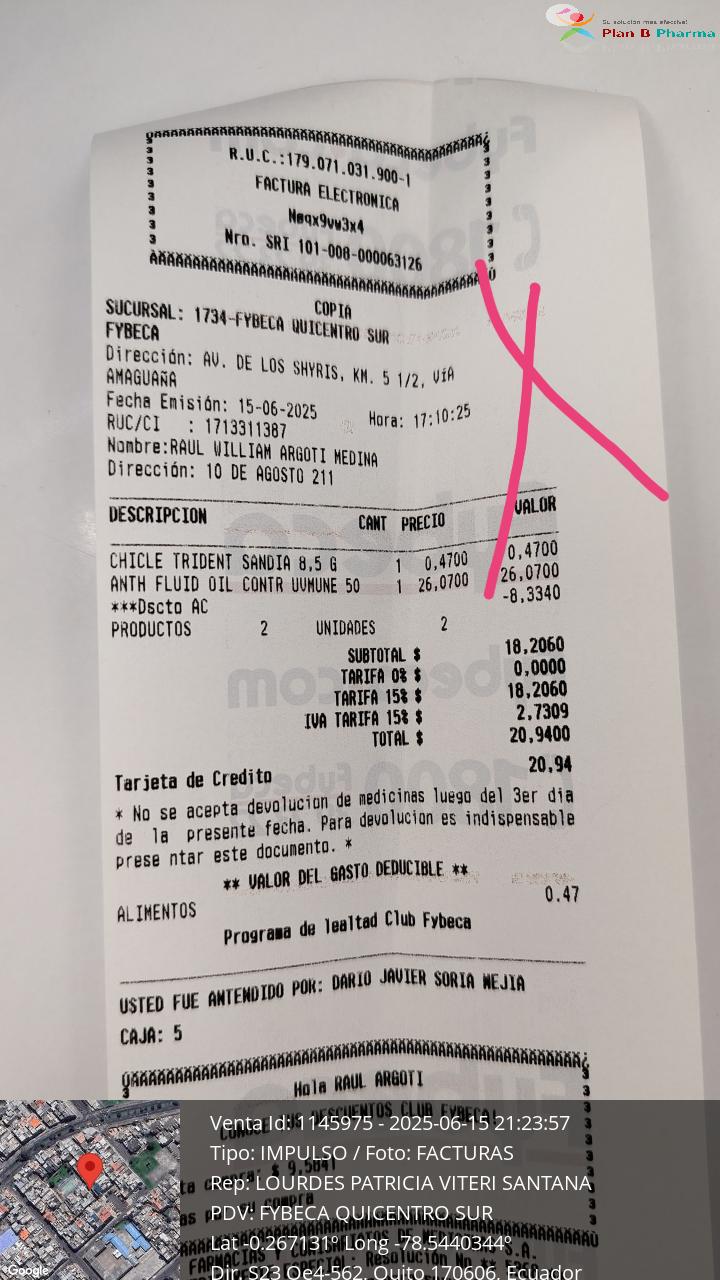 Su solución mas efectiva!
Plan B Pharma
R.U.C.:179.071.031.900-1
FACTURA ELECTRONICA
Nmqx9vw3x4
Nro. SRI 101-008-000063126
COPIA
SUCURSAL: 1734-FYBECA QUICENTRO SUR
FYBECA
Dirección: AV. DE LOS SHYRIS, KM. 5 1/2, VíA
AMAGUAñA
Fecha Emisión: 15-06-2025 Hora: 17:10:25
RUC/CI : 1713311387
Nombre:RAUL WILLIAM ARGOTI MEDINA
Dirección: 10 DE AGOSTO 211
DESCRIPCION CANT PRECIO VALOR
CHICLE TRIDENT SANDIA 8,5 G 1 0,4700 0,4700
ANTH FLUID OIL CONTR UVMUNE 50 1 26,0700 26,0700
***Dscto AC -8,3340
PRODUCTOS 2 UNIDADES 2
SUBTOTAL $ 18,2060
TARIFA 0% $ 0,0000
TARIFA 15% $ 18,2060
IVA TARIFA 15% $ 2,7309
TOTAL $ 20,9400
Tarjeta de Credito 20,94
* No se acepta devolucion de medicinas luego del 3er dia
de la presente fecha. Para devolucion es indispensable
prese ntar este documento. *
** VALOR DEL GASTO DEDUCIBLE **
ALIMENTOS 0.47
Programa de lealtad Club Fybeca
USTED FUE ANTENDIDO POR: DARIO JAVIER SORIA MEJIA
CAJA: 5
Hola RAUL ARGOTI
DESCUENTOS CLUB FYBECA!
Venta Id: 1145975 - 2025-06-15 21:23:57
Tipo: IMPULSO / Foto: FACTURAS
Rep: LOURDES PATRICIA VITERI SANTANA
PDV: FYBECA QUICENTRO SUR
Lat -0.267131° Long -78.5440344°
Dir. S23 Oe4-562, Quito 170606, Ecuador
Google